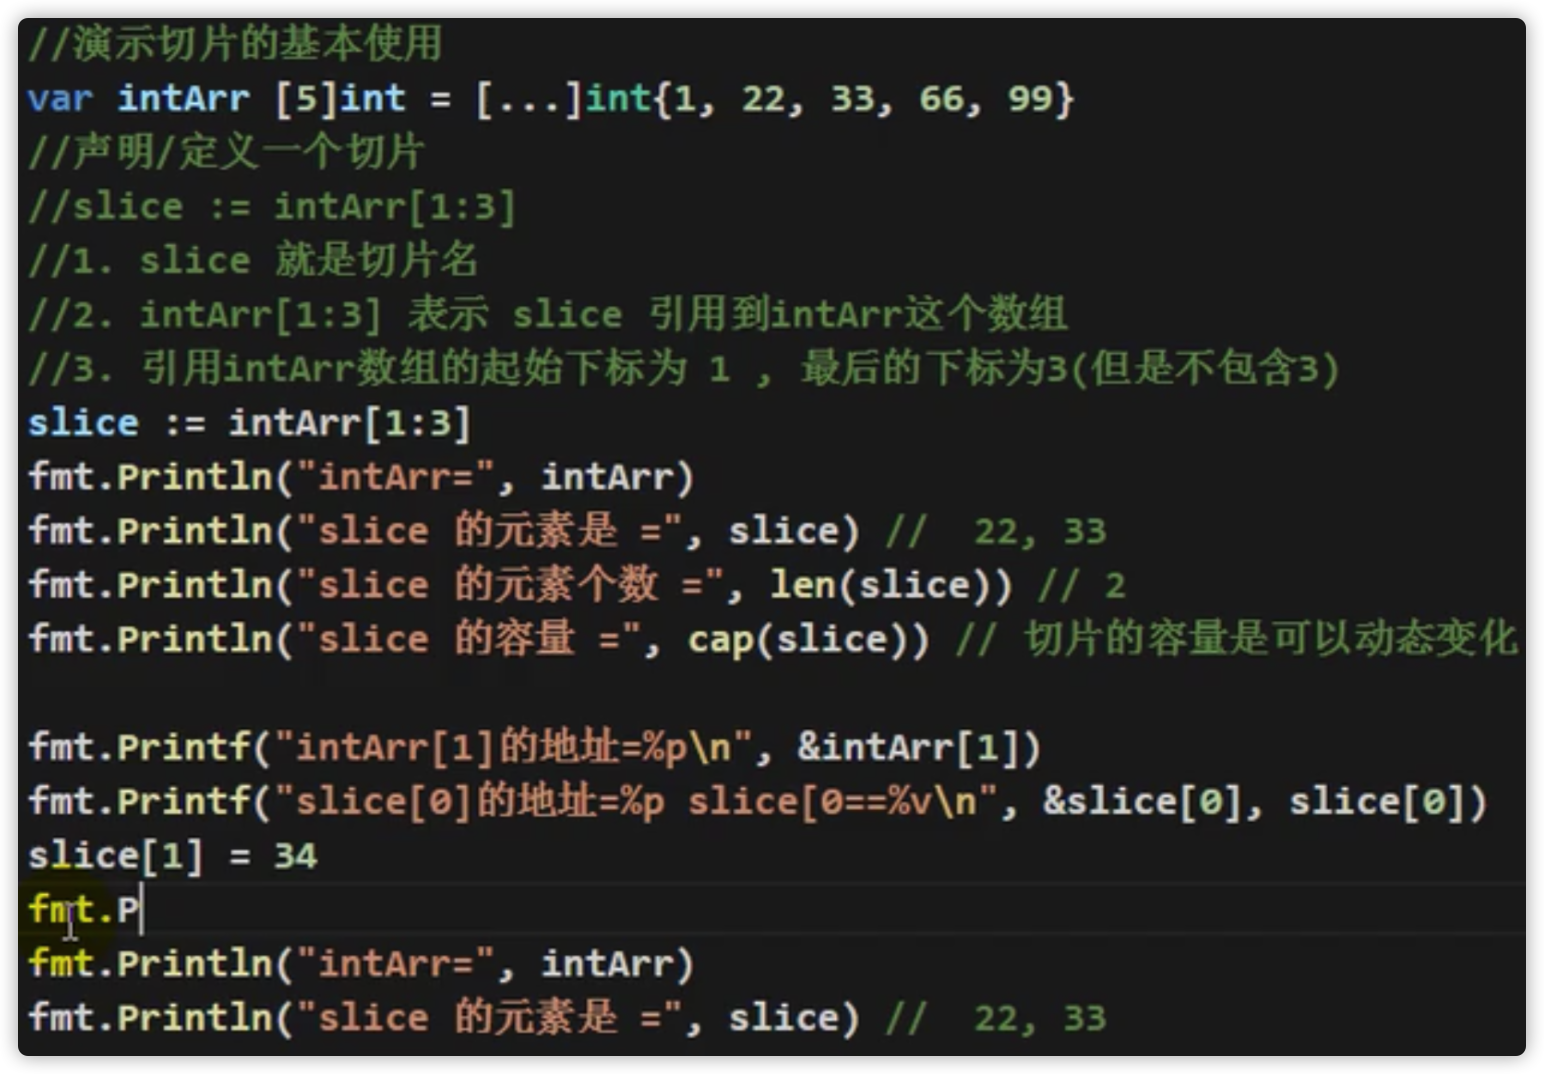 //演示切片的基本使用
var intArr [5]int = [...]int{1, 22, 33, 66, 99}
//声明/定义一个切片
//slice := intArr[1:3]
//1. slice 就是切片名
//2. intArr[1:3] 表示 slice 引用到intArr这个数组
//3. 引用intArr数组的起始下标为 1 , 最后的下标为3(但是不包含3)
slice := intArr[1:3]
fmt.Println("intArr=", intArr)
fmt.Println("slice 的元素是 =", slice) //  22, 33
fmt.Println("slice 的元素个数 =", len(slice)) // 2
fmt.Println("slice 的容量 =", cap(slice)) // 切片的容量是可以动态变化
fmt.Printf("intArr[1]的地址=%p\n", &intArr[1])
fmt.Printf("slice[0]的地址=%p slice[0==%v\n", &slice[0], slice[0])
slice[1] = 34
fmt.P
fmt.Println("intArr=", intArr)
fmt.Println("slice 的元素是 =", slice) //  22, 33